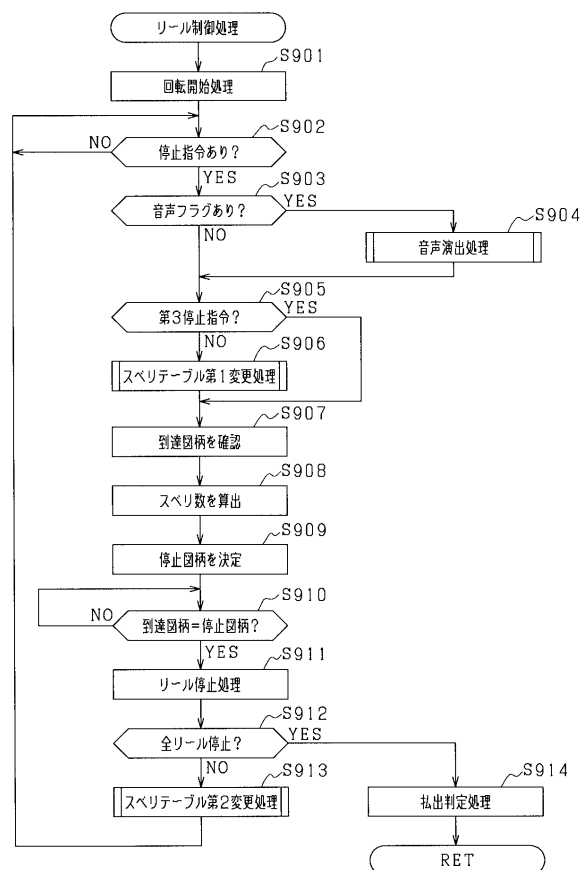 リール制御処理
S901
回転開始処理
S902
停止指令あり？
NO
YES
S903
音声フラグあり？
YES
NO
S904
音声演出処理
S905
第3停止指令？
YES
NO
S906
スベリテーブル第1変更処理
S907
到達図柄を確認
S908
スベリ数を算出
S909
停止図柄を決定
S910
到達図柄＝停止図柄？
NO
YES
S911
リール停止処理
S912
全リール停止？
YES
NO
S913
スベリテーブル第2変更処理
S914
払出判定処理
RET